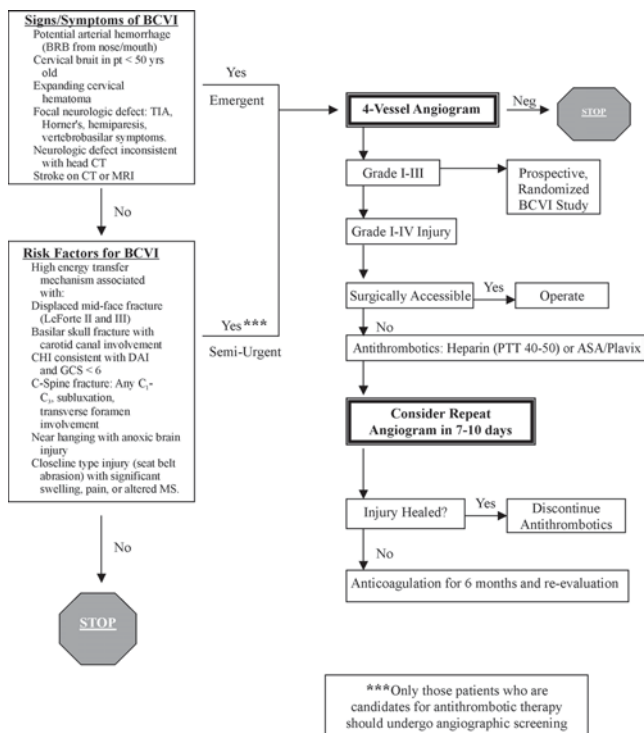 Signs/Symptoms of BCVI
Potential arterial hemorrhage
(BRB from nose/mouth)
Cervical bruit in pt < 50 yrs
old
Expanding cervical
hematoma
Focal neurologic defect: TIA,
Horner's, hemiparesis,
vertebrobasilar symptoms.
Neurologic defect inconsistent
with head CT
Stroke on CT or MRI
Yes
Emergent
No
Risk Factors for BCVI
High energy transfer
mechanism associated
with:
Displaced mid-face fracture
(LeForte II and III)
Basilar skull fracture with
carotid canal involvement
CHI consistent with DAI
and GCS < 6
C-Spine fracture: Any C1-
C3, subluxation,
transverse foramen
involvement
Near hanging with anoxic brain
injury
Closeline type injury (seat belt
abrasion) with significant
swelling, pain, or altered MS.
Yes***
Semi-Urgent
No
STOP
4-Vessel Angiogram
Neg
STOP
Grade I-III
Prospective,
Randomized
BCVI Study
Grade I-IV Injury
Surgically Accessible
Yes
Operate
No
Antithrombotics: Heparin (PTT 40-50) or ASA/Plavix
Consider Repeat
Angiogram in 7-10 days
Injury Healed?
Yes
Discontinue
Antithrombotics
No
Anticoagulation for 6 months and re-evaluation
***Only those patients who are
candidates for antithrombotic therapy
should undergo angiographic screening